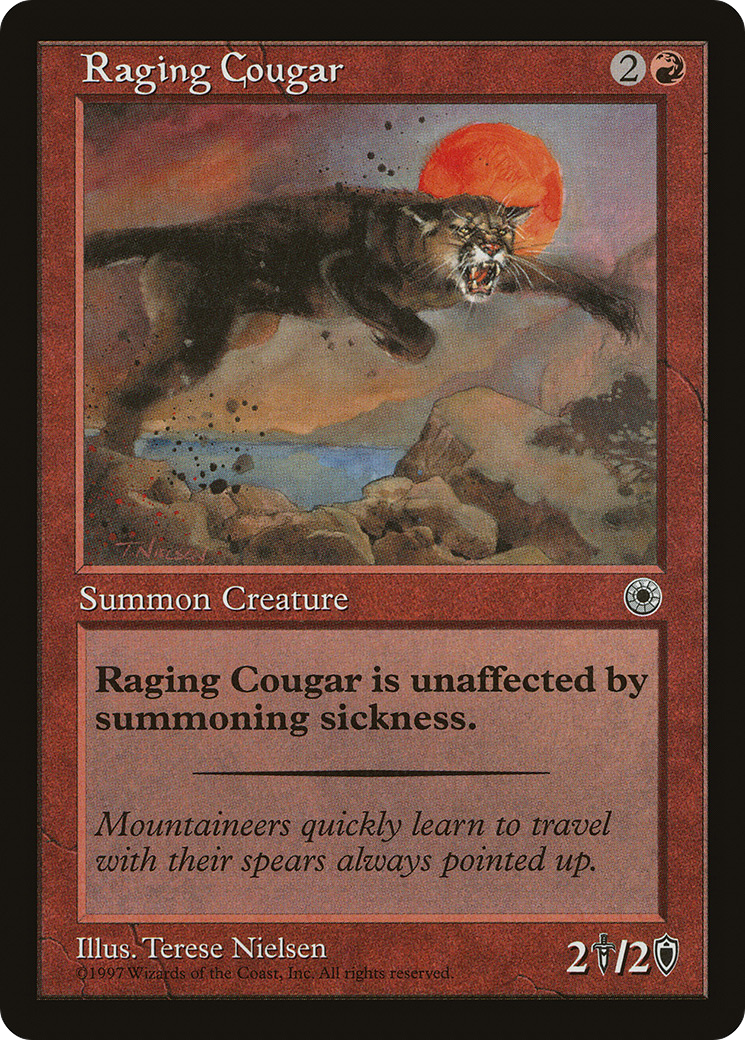 Raging Cougar 2
T. Nielsen
Summon Creature
Raging Cougar is unaffected by
summoning sickness.
Mountaineers quickly learn to travel
with their spears always pointed up.
Illus. Terese Nielsen
©1997 Wizards of the Coast, Inc. All rights reserved.
2/2